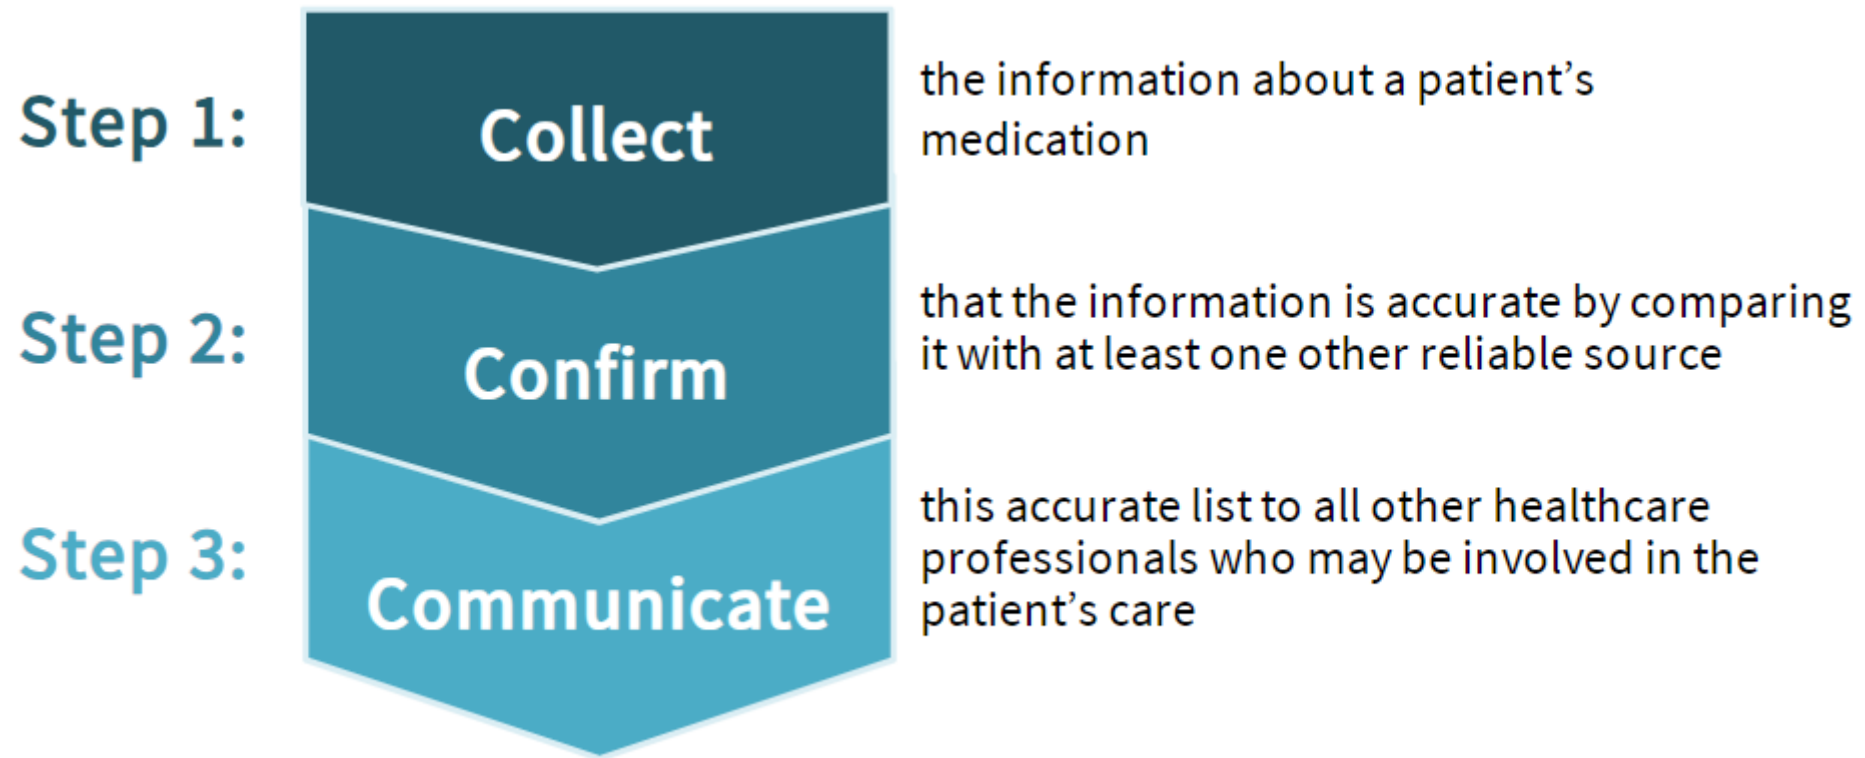 Step 1:
Collect
the information about a patient’s
medication
Step 2:
Confirm
that the information is accurate by comparing
it with at least one other reliable source
Step 3:
Communicate
this accurate list to all other healthcare
professionals who may be involved in the
patient’s care